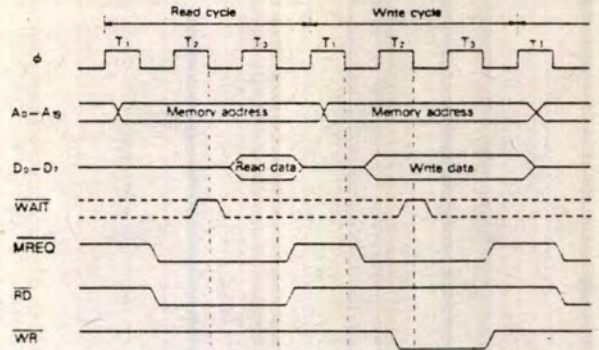 Read cycle Write cycle
T₁ T₂ T₃ T₁ T₂ T₃ T₁
φ
A₀–A₁₉ Memory address Memory address
D₀–D₇ Read data Write data
WAIT
MREQ
RD
WR